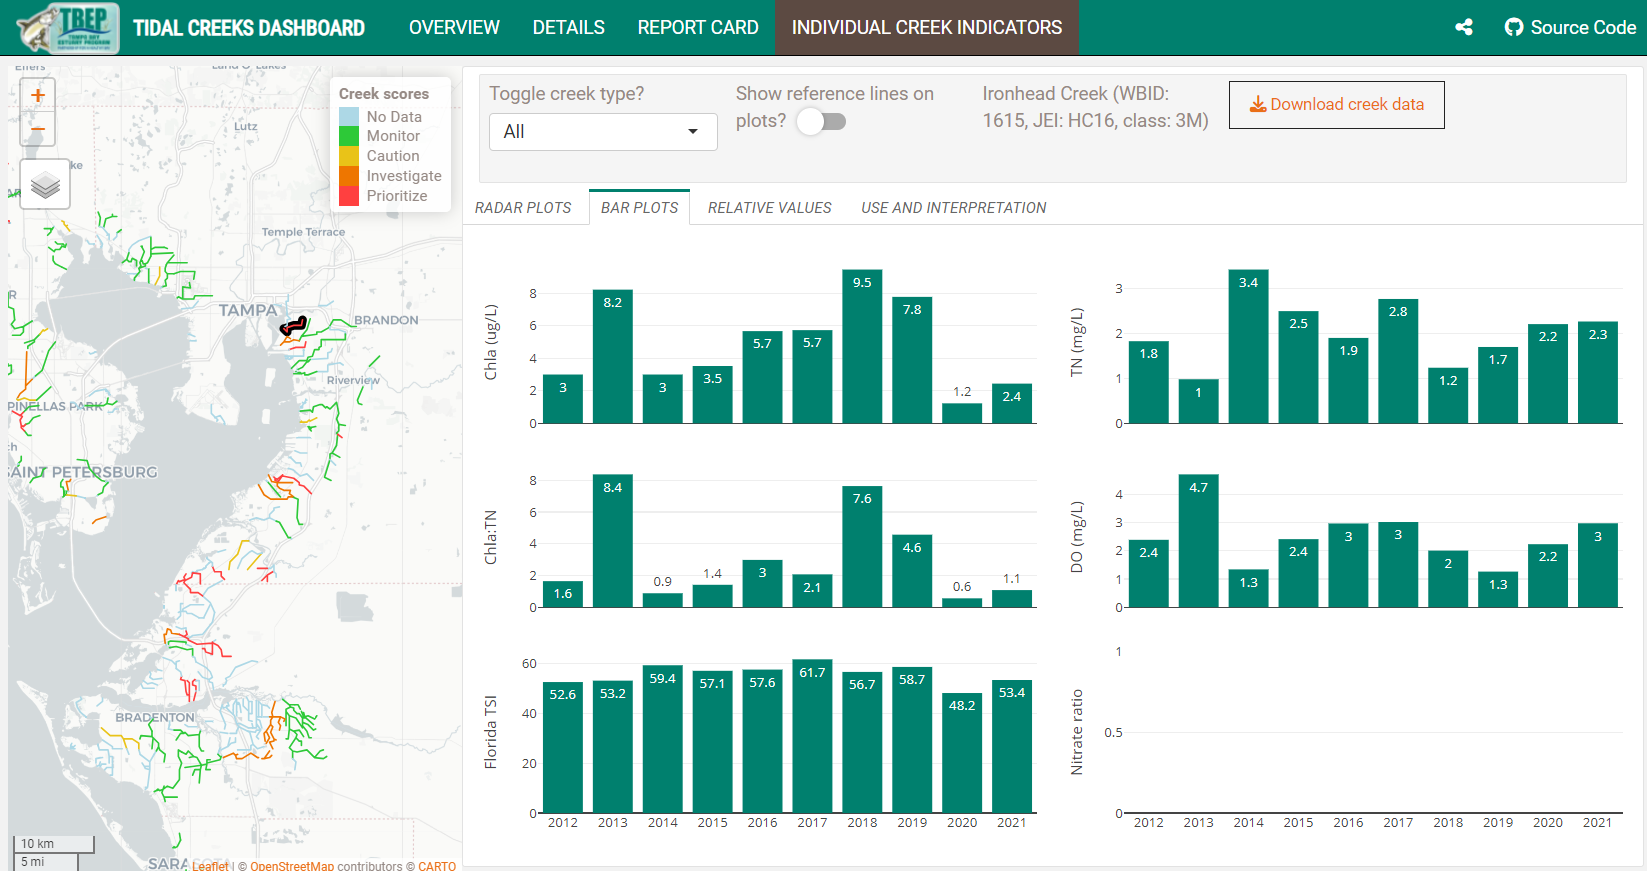 TBEP
TAMPA BAY
ESTUARY PROGRAM
TIDAL CREEKS DASHBOARD
OVERVIEW
DETAILS
REPORT CARD
INDIVIDUAL CREEK INDICATORS
Source Code
+
−
Lutz
Temple Terrace
TAMPA
BRANDON
Riverview
PINELLAS PARK
SAINT PETERSBURG
BRADENTON
10 km
5 mi
Leaflet | © OpenStreetMap contributors © CARTO
Creek scores
No Data
Monitor
Caution
Investigate
Prioritize
Toggle creek type?
All
Show reference lines on
plots?
Ironhead Creek (WBID:
1615, JEI: HC16, class: 3M)
Download creek data
RADAR PLOTS
BAR PLOTS
RELATIVE VALUES
USE AND INTERPRETATION
Chla (ug/L)
8
6
4
2
0
3
8.2
3
3.5
5.7
5.7
9.5
7.8
1.2
2.4
TN (mg/L)
3
2
1
0
1.8
1
3.4
2.5
1.9
2.8
1.2
1.7
2.2
2.3
Chla:TN
8
6
4
2
0
1.6
8.4
0.9
1.4
3
2.1
7.6
4.6
0.6
1.1
DO (mg/L)
4
3
2
1
0
2.4
4.7
1.3
2.4
3
3
2
1.3
2.2
3
Florida TSI
60
40
20
0
52.6
53.2
59.4
57.1
57.6
61.7
56.7
58.7
48.2
53.4
2012 2013 2014 2015 2016 2017 2018 2019 2020 2021
Nitrate ratio
1
0.5
0
2012 2013 2014 2015 2016 2017 2018 2019 2020 2021